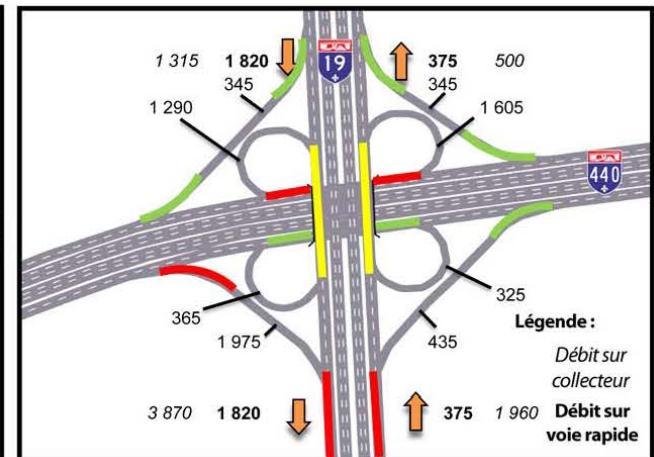 1 315 1 820 375 500
345 19 345
1 290 1 605
440
365 325
1 975 435
Légende :
Débit sur
collecteur
3 870 1 820 375 1 960 Débit sur
voie rapide